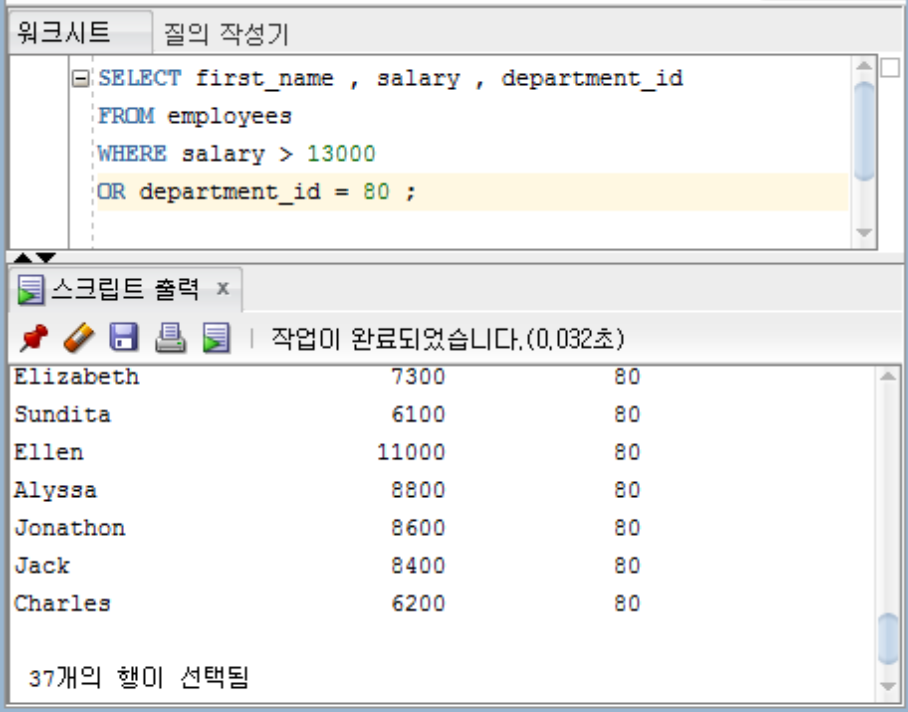 워크시트 질의 작성기
SELECT first_name , salary , department_id
FROM employees
WHERE salary > 13000
OR department_id = 80 ;
스크립트 출력 x
작업이 완료되었습니다.(0,032초)
Elizabeth 7300 80
Sundita 6100 80
Ellen 11000 80
Alyssa 8800 80
Jonathon 8600 80
Jack 8400 80
Charles 6200 80
37개의 행이 선택됨